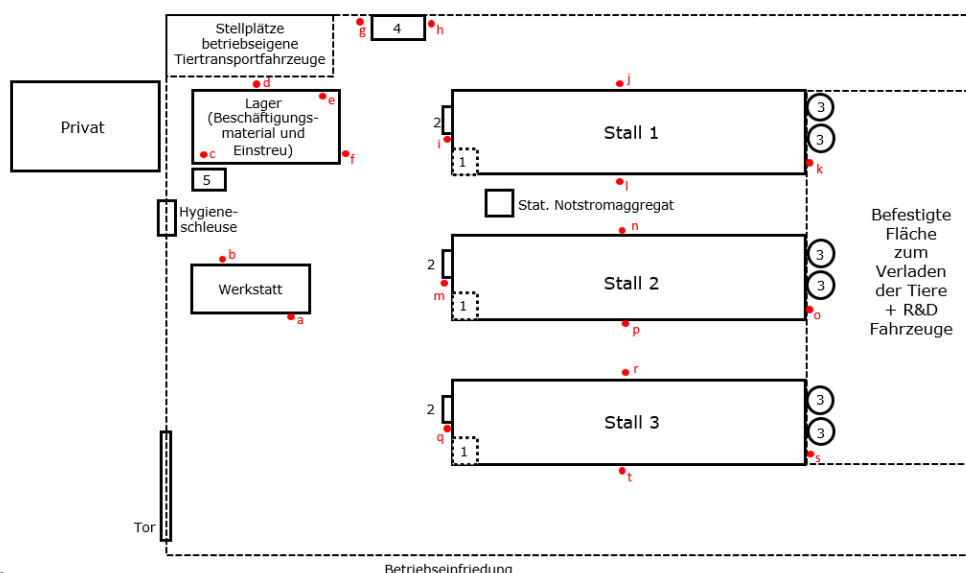 Stellplätze
betriebseigene
Tiertransportfahrzeuge
g
4
h
d
j
Privat
Lager
(Beschäftigungs-
material und
Einstreu)
e
c
f
5
2
i
1
Stall 1
3
3
k
l
Hygiene-
schleuse
Stat. Notstromaggregat
b
Werkstatt
a
n
2
m
1
Stall 2
3
3
o
p
Befestigte
Fläche
zum
Verladen
der Tiere
+ R&D
Fahrzeuge
r
2
q
1
Stall 3
3
3
s
t
Tor
Betriebseinfriedung